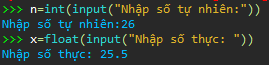 >>> n=int(input("Nhập số tự nhiên:"))
Nhập số tự nhiên:26
>>> x=float(input("Nhập số thực: "))
Nhập số thực: 25.5